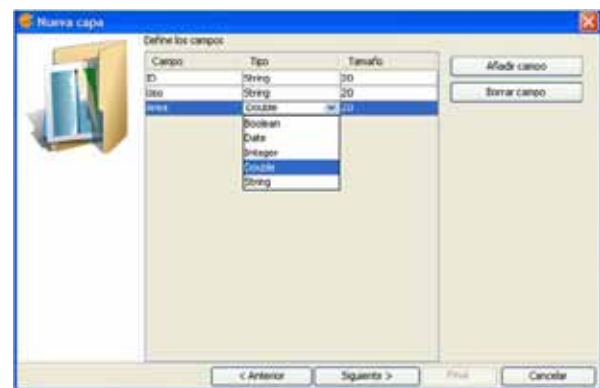 Nueva capa
Define los campos
Campo Tipo Tamaño
ID String 20
Uso String 20
Area Double 20
Boolean
Date
Integer
Double
String
Añadir campo
Borrar campo
< Anterior Siguiente > Final Cancelar